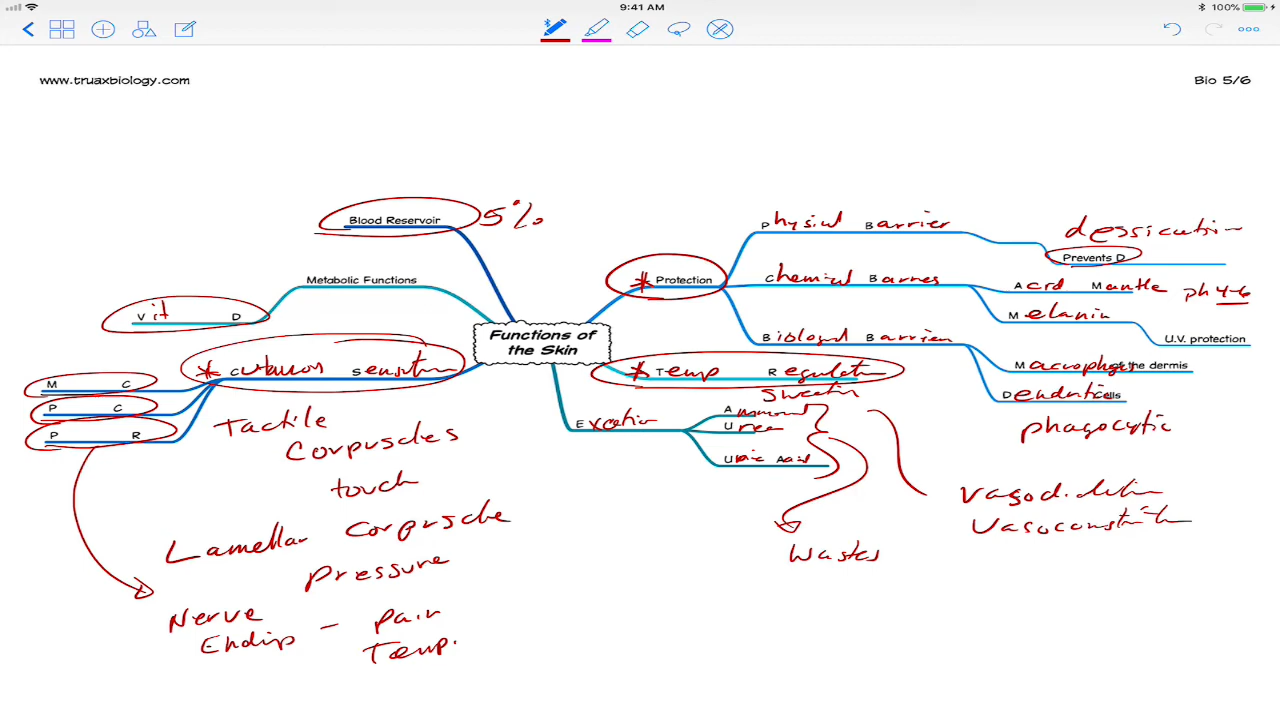 9:41 AM
100%
www.truaxbiology.com
Bio 5/6
Functions of
the Skin
Blood Reservoir
5%
Metabolic Functions
Vit D
* Cutaneous Sensation
M C
P C
P R
Tactile
Corpuscles
touch
Lamellar Corpuscle
pressure
Nerve
Endings - Pain
Temp.
* Protection
Physical Barrier
dessication
Prevents D
Chemical Barrier
Acid Mantle
ph 4-6
Melanin
U.V. protection
Biological Barrier
Macrophages of the dermis
Dendritic cells
phagocytic
* Temp Regulation
Sweating
Vasodilation
Vasoconstriction
Excretion
Ammonia
Urea
Uric Acid
Wastes